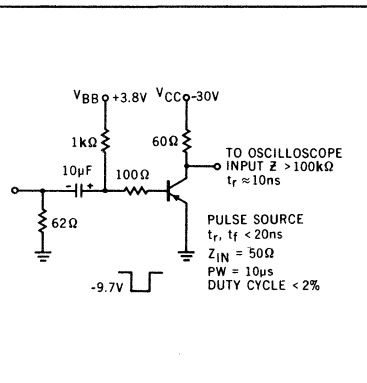 VBB +3.8V VCC -30V
1kΩ 60Ω
TO OSCILLOSCOPE
INPUT Z > 100kΩ
tr ≈ 10ns
10µF
- +
100Ω
62Ω
PULSE SOURCE
tr, tf < 20ns
ZIN = 50Ω
PW = 10µs
DUTY CYCLE < 2%
-9.7V